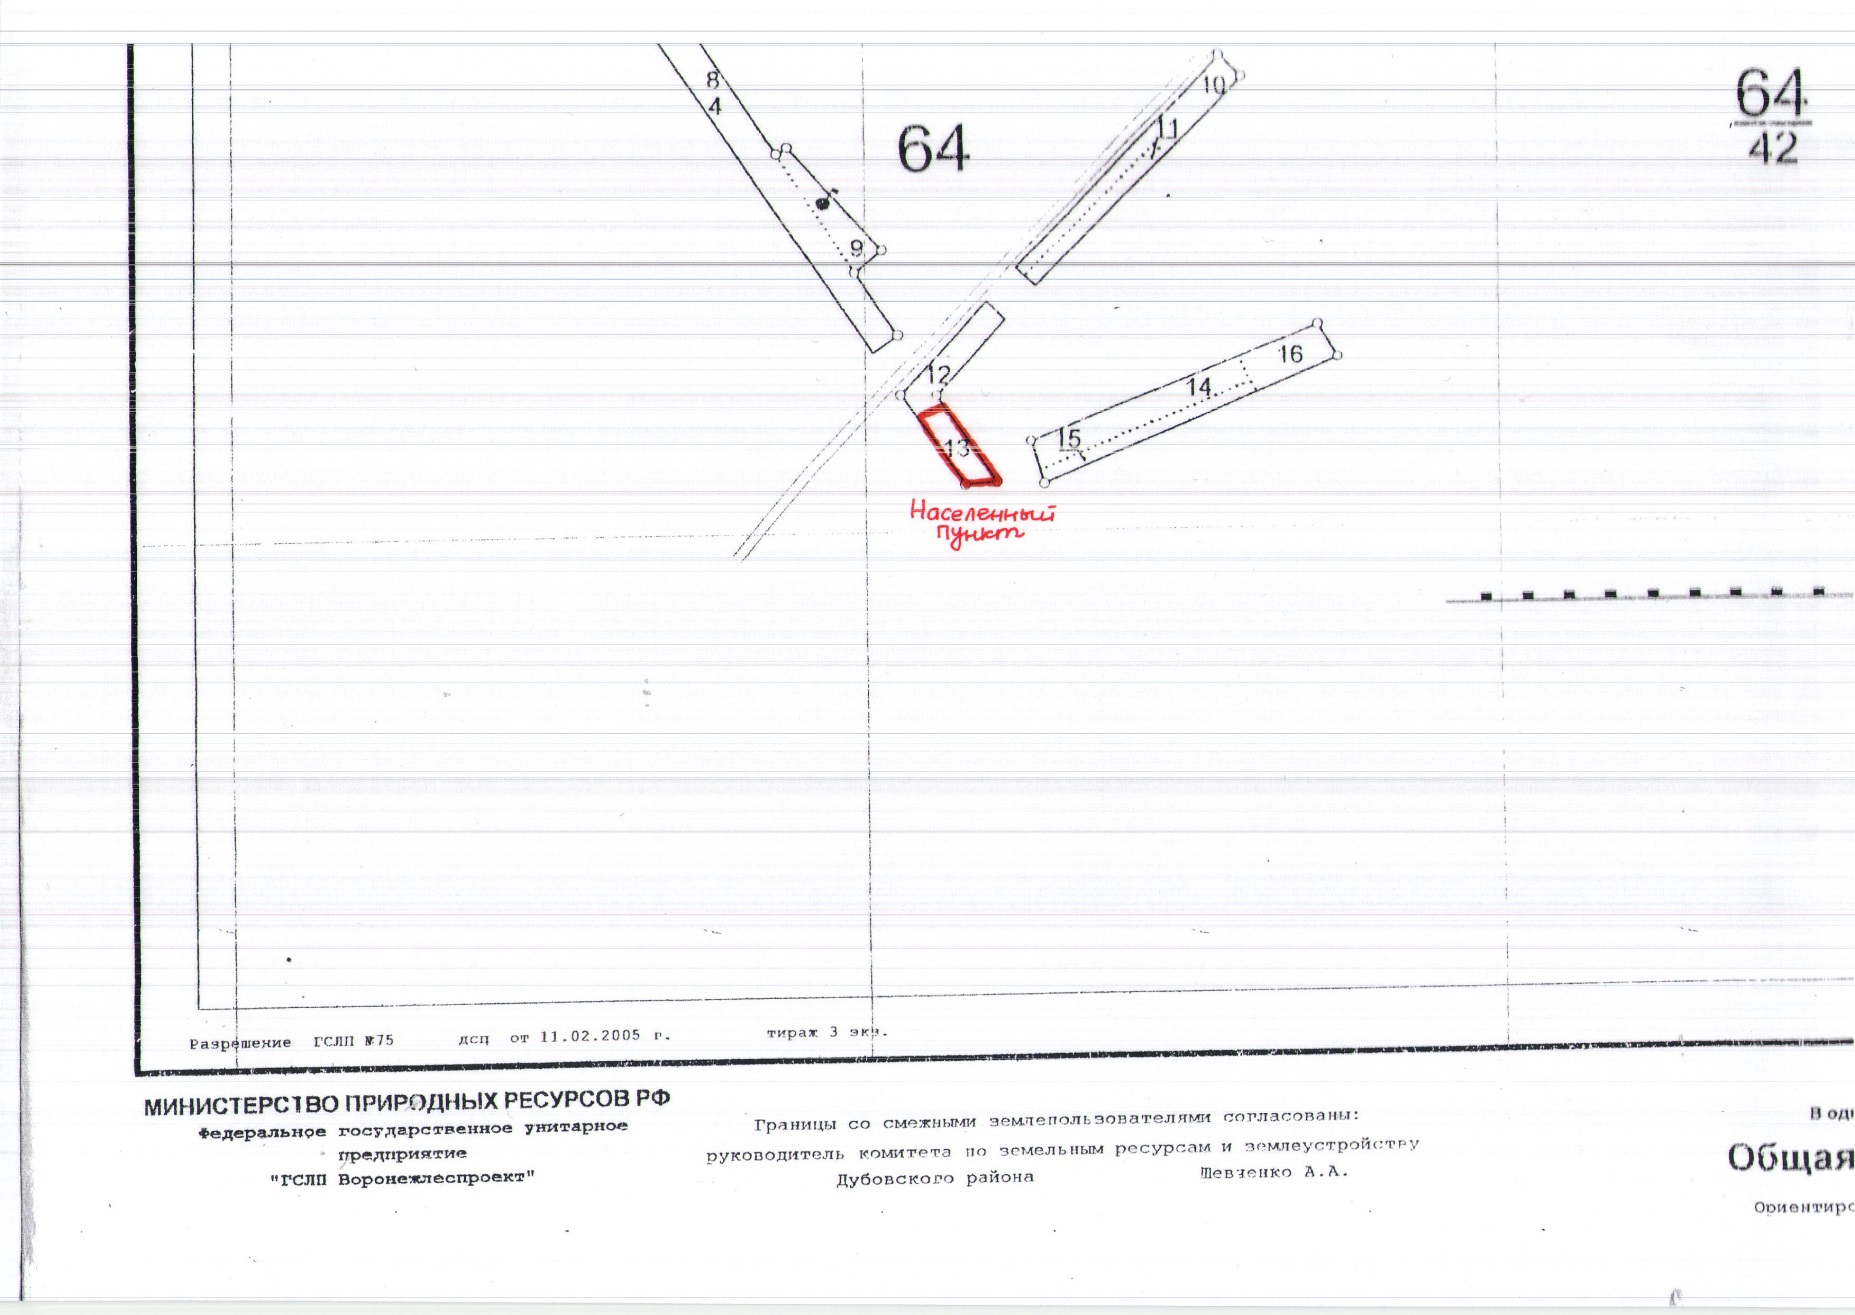 8
4
64
10
11
64
42
9
12
16
14
13
15
Населенный
пункт
Разрешение ГСЛП №75 дсп от 11.02.2005 г. тираж 3 экз.
МИНИСТЕРСТВО ПРИРОДНЫХ РЕСУРСОВ РФ
Федеральное государственное унитарное
предприятие
"ГСЛП Воронежлеспроект"
Границы со смежными землепользователями согласованы:
руководитель комитета по земельным ресурсам и землеустройству
Дубовского района Шевченко А.А.
В одн
Общая
Ориентиро